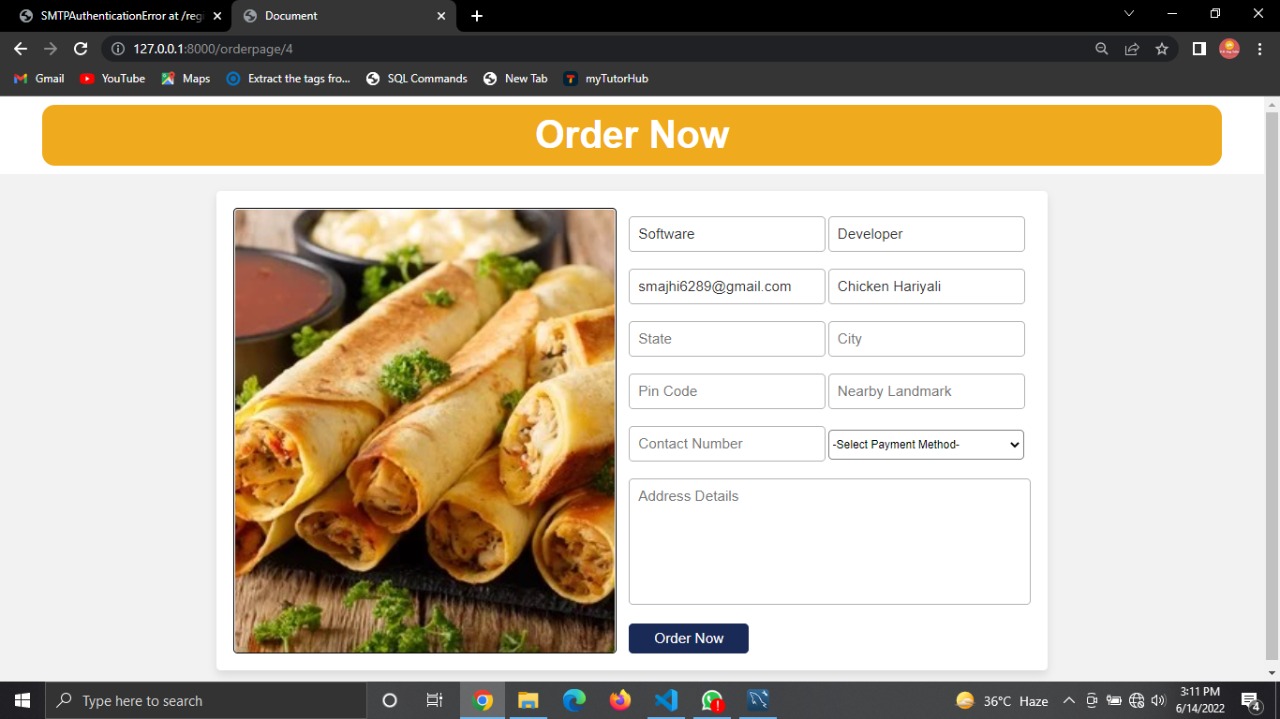 SMTPAuthenticationError at /reg
Document
127.0.0.1:8000/orderpage/4
Gmail YouTube Maps Extract the tags fro... SQL Commands New Tab myTutorHub
Order Now
Software Developer
smajhi6289@gmail.com Chicken Hariyali
State City
Pin Code Nearby Landmark
Contact Number -Select Payment Method-
Address Details
Order Now
Type here to search
36°C Haze
3:11 PM
6/14/2022
4